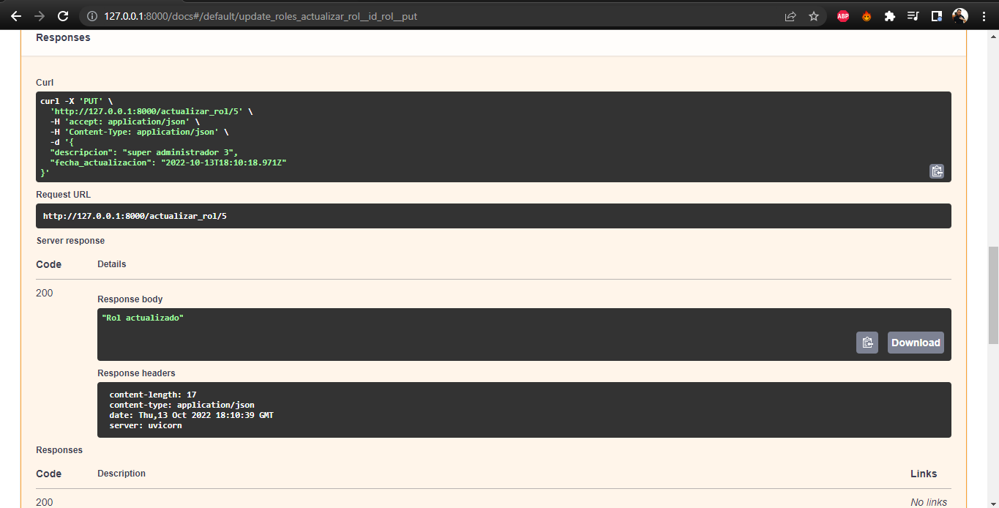 127.0.0.1:8000/docs#/default/update_roles_actualizar_rol__id_rol__put
ABP
Responses
Curl
curl -X 'PUT' \
'http://127.0.0.1:8000/actualizar_rol/5' \
-H 'accept: application/json' \
-H 'Content-Type: application/json' \
-d '{
"descripcion": "super administrador 3",
"fecha_actualizacion": "2022-10-13T18:10:18.971Z"
}'
Request URL
http://127.0.0.1:8000/actualizar_rol/5
Server response
Code Details
200
Response body
"Rol actualizado"
Download
Response headers
content-length: 17
content-type: application/json
date: Thu,13 Oct 2022 18:10:39 GMT
server: uvicorn
Responses
Code Description Links
200 No links